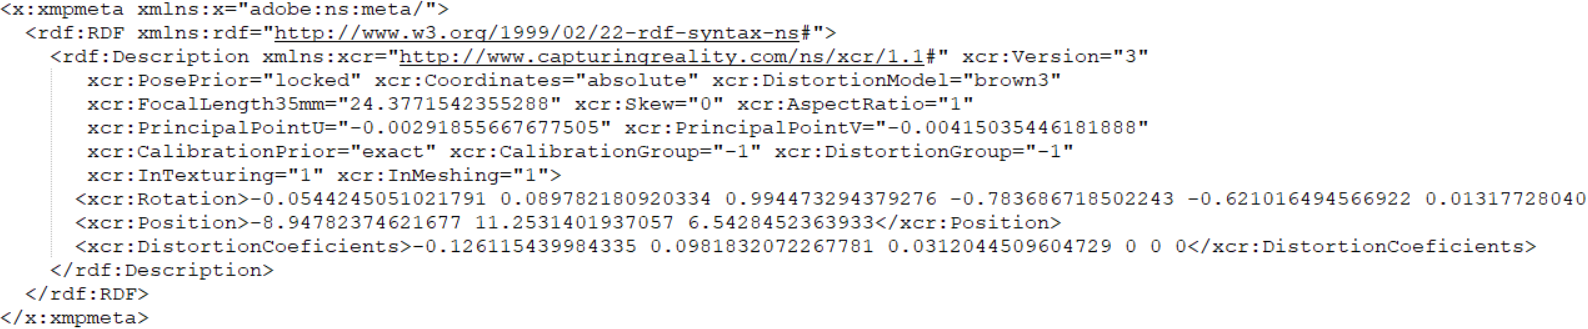 <x:xmpmeta xmlns:x="adobe:ns:meta/">
<rdf:RDF xmlns:rdf="http://www.w3.org/1999/02/22-rdf-syntax-ns#">
<rdf:Description xmlns:xcr="http://www.capturingreality.com/ns/xcr/1.1#" xcr:Version="3"
xcr:PosePrior="locked" xcr:Coordinates="absolute" xcr:DistortionModel="brown3"
xcr:FocalLength35mm="24.3771542355288" xcr:Skew="0" xcr:AspectRatio="1"
xcr:PrincipalPointU="-0.00291855667677505" xcr:PrincipalPointV="-0.00415035446181888"
xcr:CalibrationPrior="exact" xcr:CalibrationGroup="-1" xcr:DistortionGroup="-1"
xcr:InTexturing="1" xcr:InMeshing="1">
<xcr:Rotation>-0.0544245051021791 0.089782180920334 0.994473294379276 -0.783686718502243 -0.621016494566922 0.01317728040
<xcr:Position>-8.94782374621677 11.2531401937057 6.5428452363933</xcr:Position>
<xcr:DistortionCoeficients>-0.126115439984335 0.0981832072267781 0.0312044509604729 0 0 0</xcr:DistortionCoeficients>
</rdf:Description>
</rdf:RDF>
</x:xmpmeta>